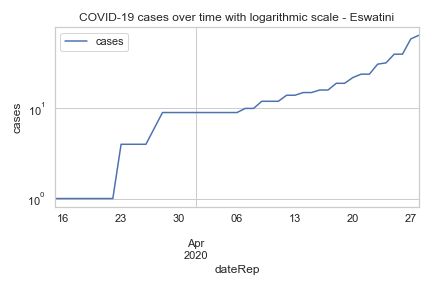 COVID-19 cases over time with logarithmic scale - Eswatini
cases
cases
10¹
10⁰
16 23 30 06 13 20 27
Apr
2020
dateRep